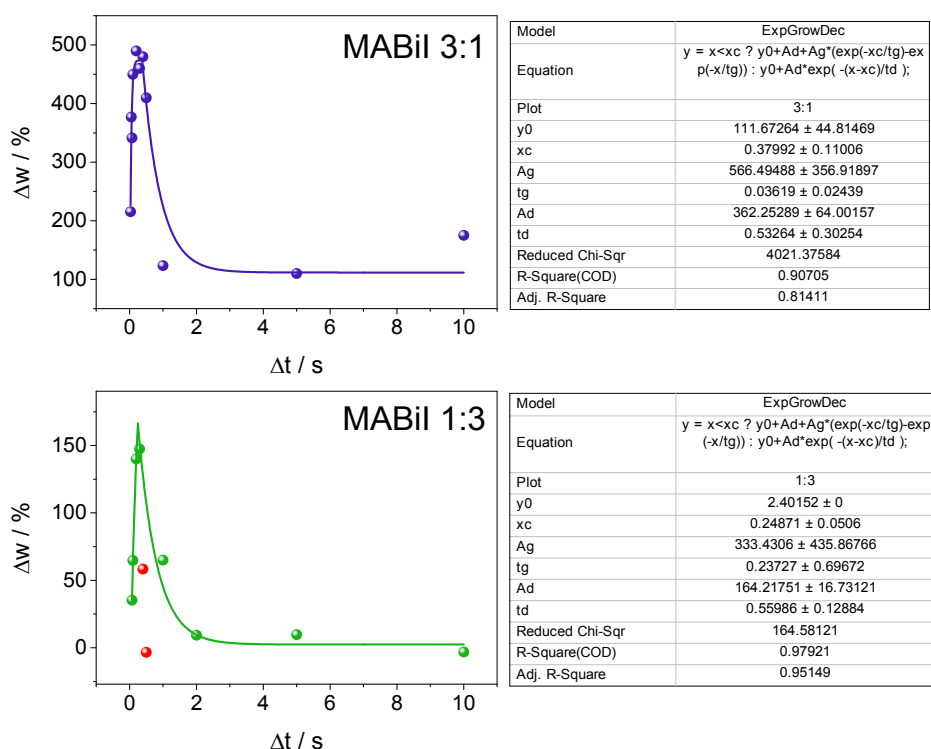 MABiI 3:1
500
400
300
200
100
Δw / %
0
2
4
6
8
10
Δt / s
Model ExpGrowDec
Equation y = x<xc ? y0+Ad+Ag*(exp(-xc/tg)-ex
p(-x/tg)) : y0+Ad*exp( -(x-xc)/td );
Plot 3:1
y0 111.67264 ± 44.81469
xc 0.37992 ± 0.11006
Ag 566.49488 ± 356.91897
tg 0.03619 ± 0.02439
Ad 362.25289 ± 64.00157
td 0.53264 ± 0.30254
Reduced Chi-Sqr 4021.37584
R-Square(COD) 0.90705
Adj. R-Square 0.81411
MABiI 1:3
150
100
50
0
Δw / %
0
2
4
6
8
10
Δt / s
Model ExpGrowDec
Equation y = x<xc ? y0+Ad+Ag*(exp(-xc/tg)-exp
(-x/tg)) : y0+Ad*exp( -(x-xc)/td );
Plot 1:3
y0 2.40152 ± 0
xc 0.24871 ± 0.0506
Ag 333.4306 ± 435.86766
tg 0.23727 ± 0.69672
Ad 164.21751 ± 16.73121
td 0.55986 ± 0.12884
Reduced Chi-Sqr 164.58121
R-Square(COD) 0.97921
Adj. R-Square 0.95149